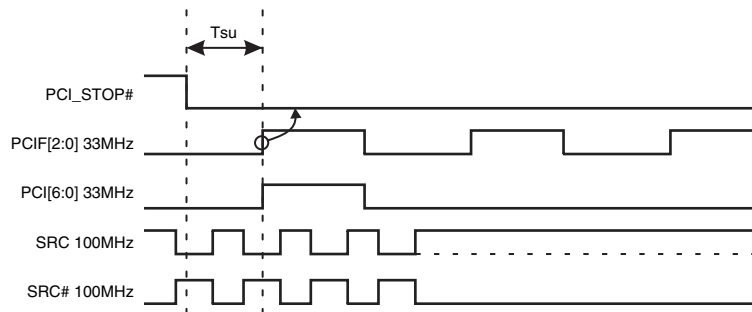 Tsu
PCI_STOP#
PCIF[2:0] 33MHz
PCI[6:0] 33MHz
SRC 100MHz
SRC# 100MHz